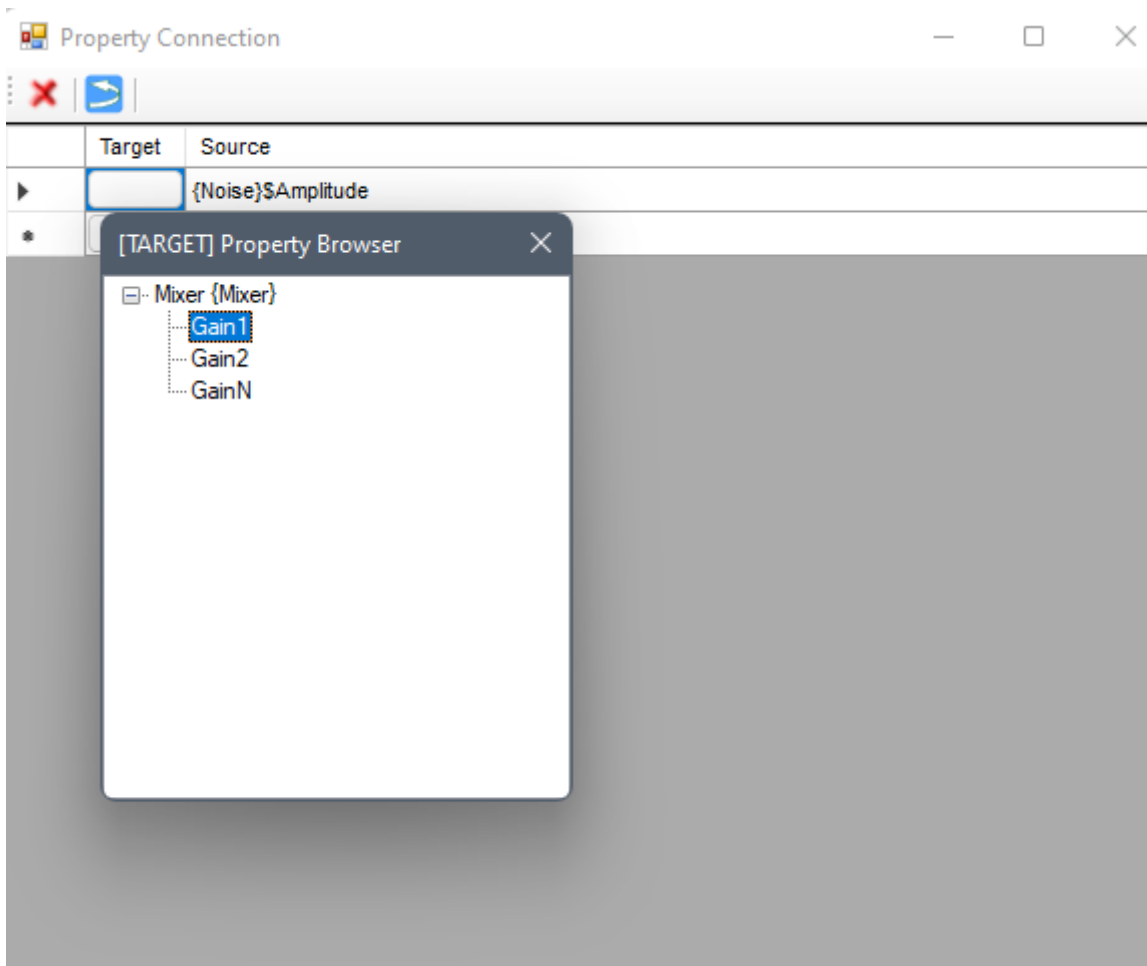 Property Connection
Target Source
{Noise}$Amplitude
[TARGET] Property Browser
Mixer {Mixer}
Gain1
Gain2
GainN